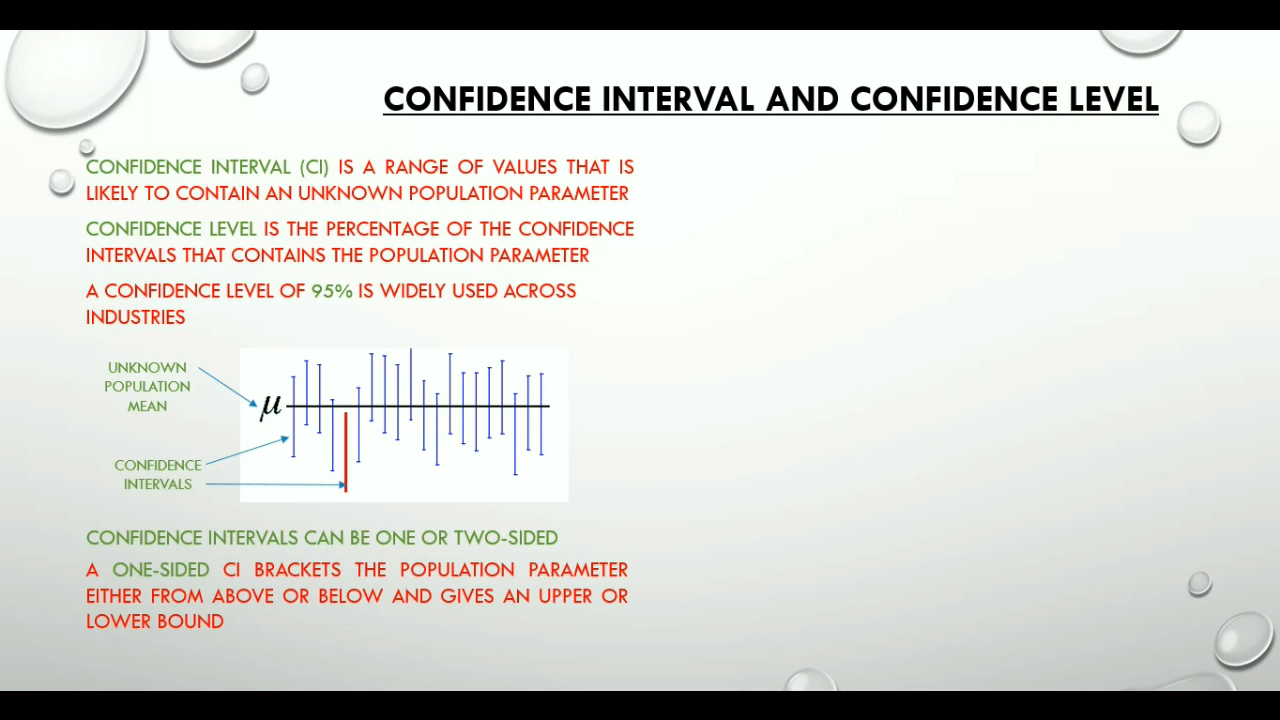 CONFIDENCE INTERVAL AND CONFIDENCE LEVEL
CONFIDENCE INTERVAL (CI) IS A RANGE OF VALUES THAT IS
LIKELY TO CONTAIN AN UNKNOWN POPULATION PARAMETER
CONFIDENCE LEVEL IS THE PERCENTAGE OF THE CONFIDENCE
INTERVALS THAT CONTAINS THE POPULATION PARAMETER
A CONFIDENCE LEVEL OF 95% IS WIDELY USED ACROSS
INDUSTRIES
UNKNOWN
POPULATION
MEAN
μ
CONFIDENCE
INTERVALS
CONFIDENCE INTERVALS CAN BE ONE OR TWO-SIDED
A ONE-SIDED CI BRACKETS THE POPULATION PARAMETER
EITHER FROM ABOVE OR BELOW AND GIVES AN UPPER OR
LOWER BOUND